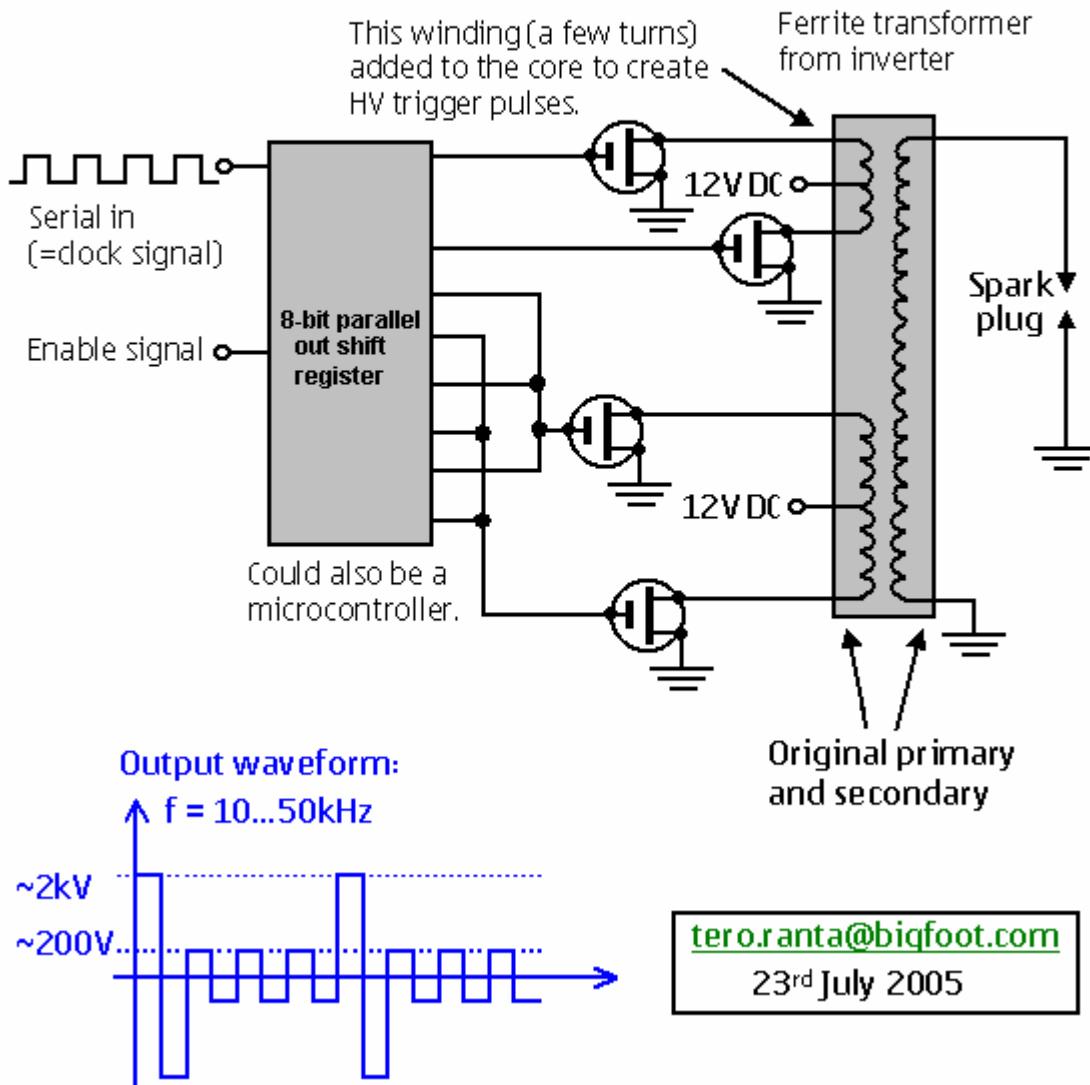 This winding (a few turns)
added to the core to create
HV trigger pulses.
Ferrite transformer
from inverter
Serial in
(=clock signal)
12V DC
Enable signal
8-bit parallel
out shift
register
Spark
plug
12V DC
Could also be a
microcontroller.
Original primary
and secondary
Output waveform:
f = 10...50kHz
~2kV
~200V
tero.ranta@bigfoot.com
23rd July 2005